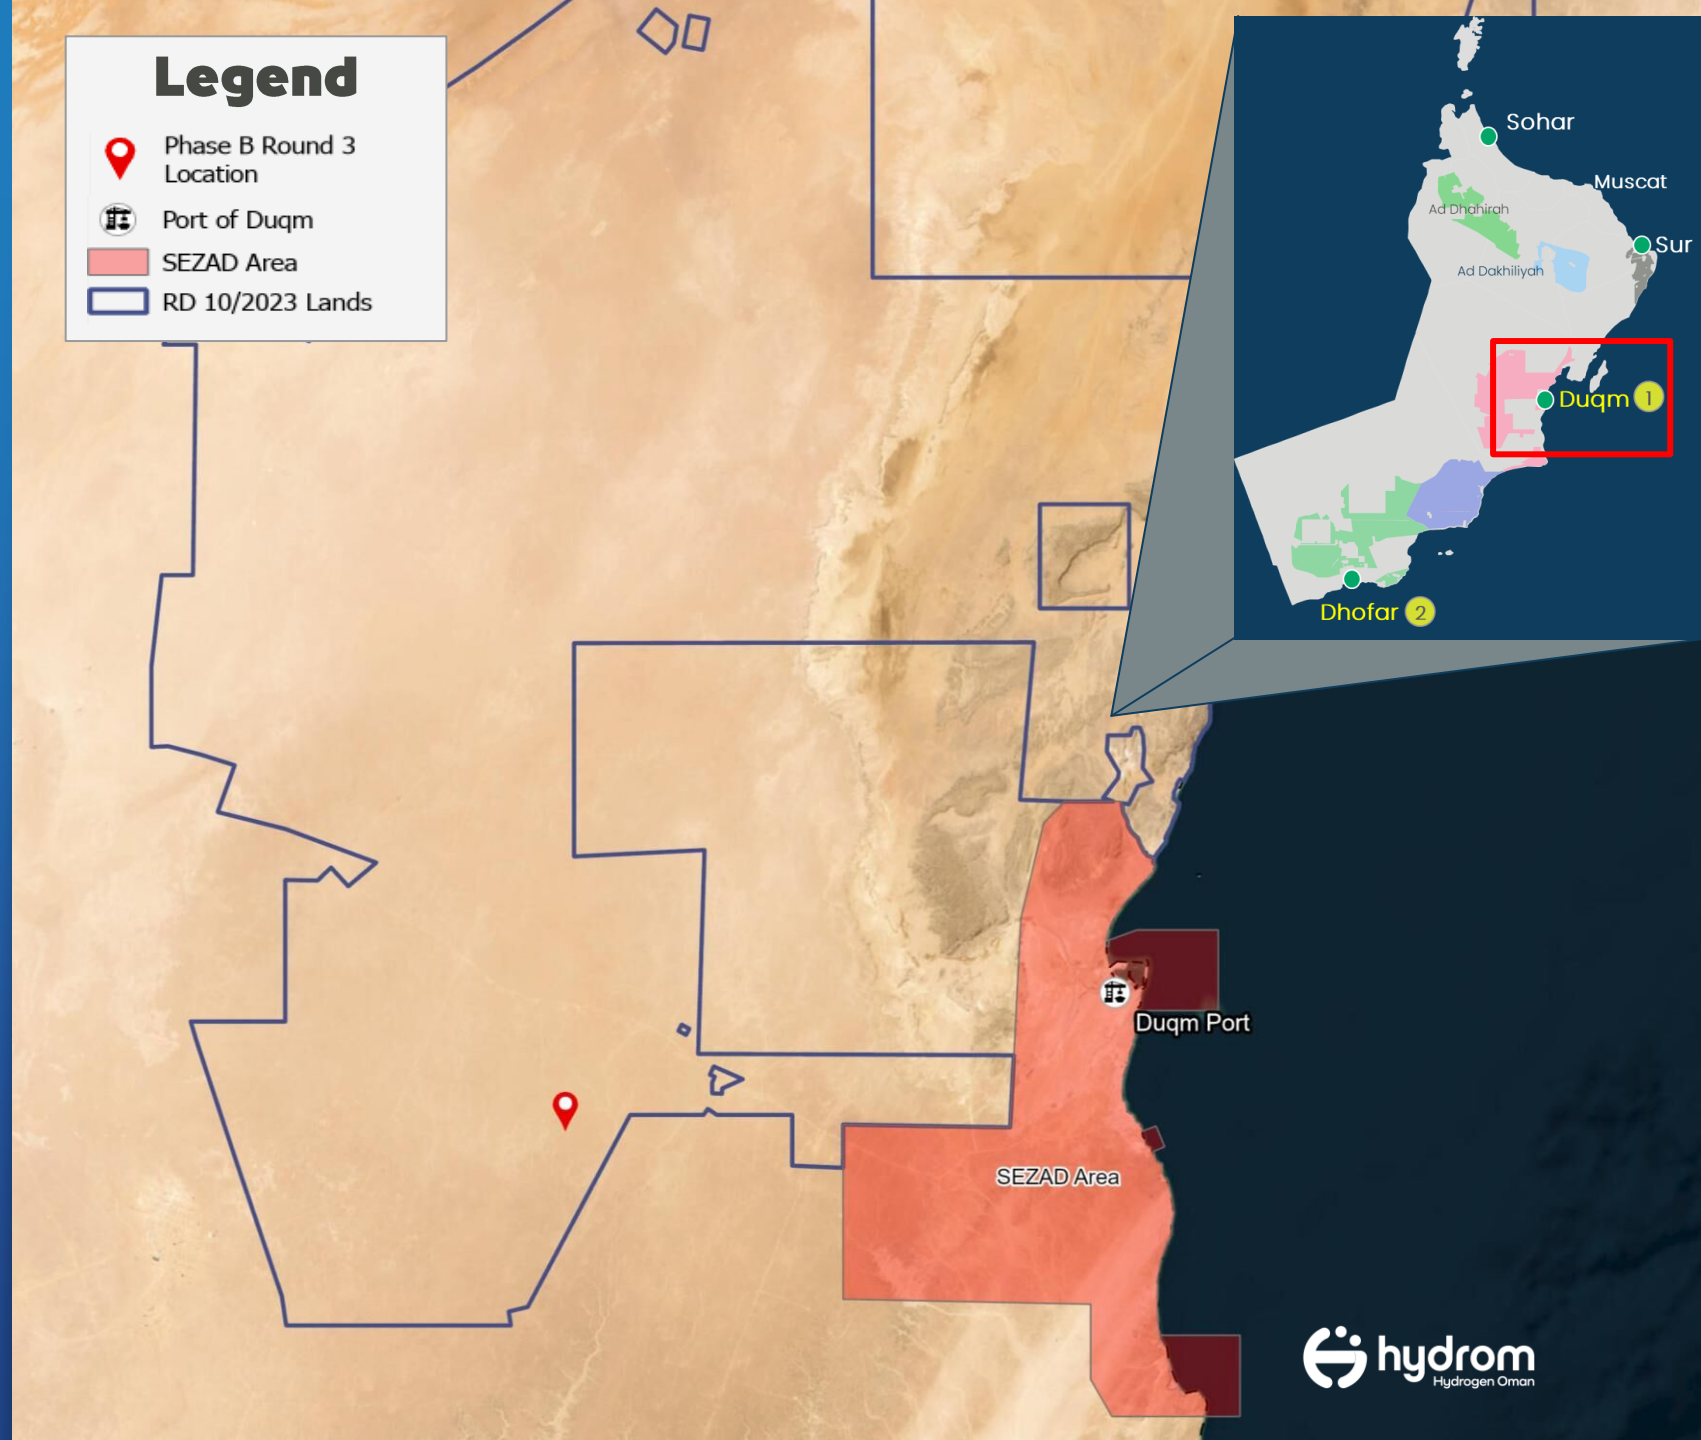 Legend
Phase B Round 3
Location
Port of Duqm
SEZAD Area
RD 10/2023 Lands
Sohar
Muscat
Ad Dhahirah
Sur
Ad Dakhiliyah
Duqm 1
Dhofar 2
Duqm Port
SEZAD Area
hydrom
Hydrogen Oman